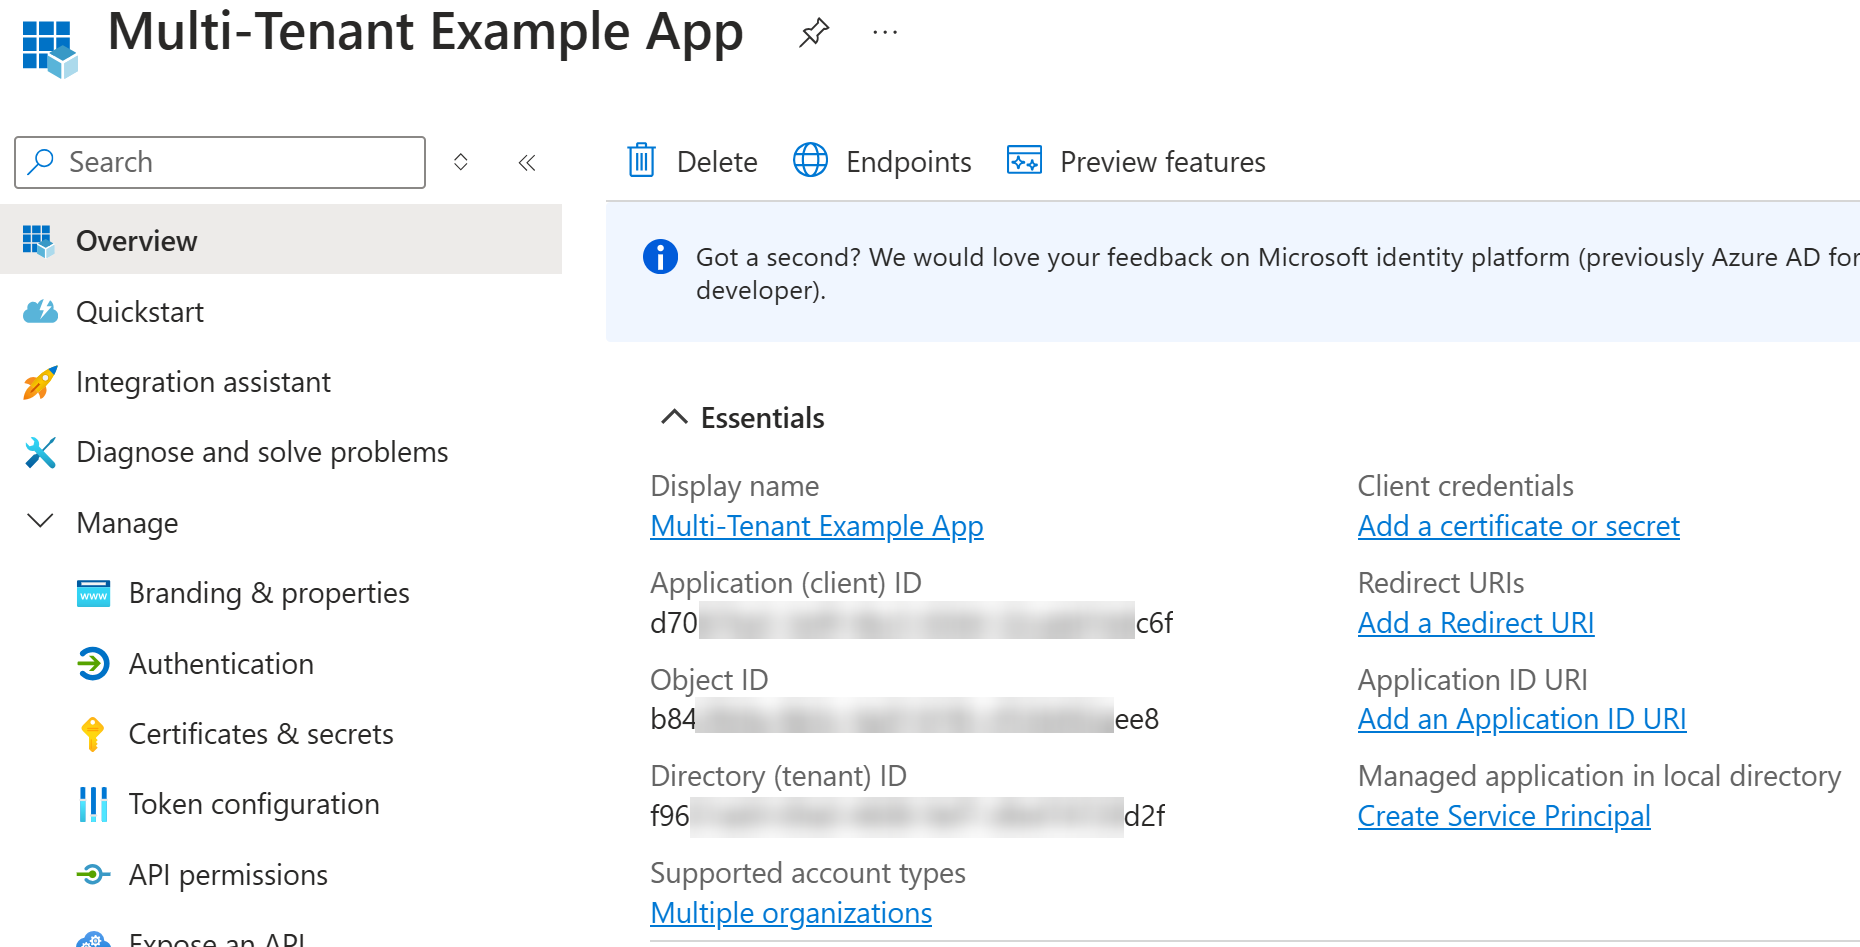 Multi-Tenant Example App
Search
Delete
Endpoints
Preview features
Overview
Quickstart
Integration assistant
Diagnose and solve problems
Manage
Branding & properties
www
Authentication
Certificates & secrets
Token configuration
API permissions
Expose an API
Got a second? We would love your feedback on Microsoft identity platform (previously Azure AD for
developer).
Essentials
Display name
Multi-Tenant Example App
Application (client) ID
d70 c6f
Object ID
b84 ee8
Directory (tenant) ID
f96 d2f
Supported account types
Multiple organizations
Client credentials
Add a certificate or secret
Redirect URIs
Add a Redirect URI
Application ID URI
Add an Application ID URI
Managed application in local directory
Create Service Principal